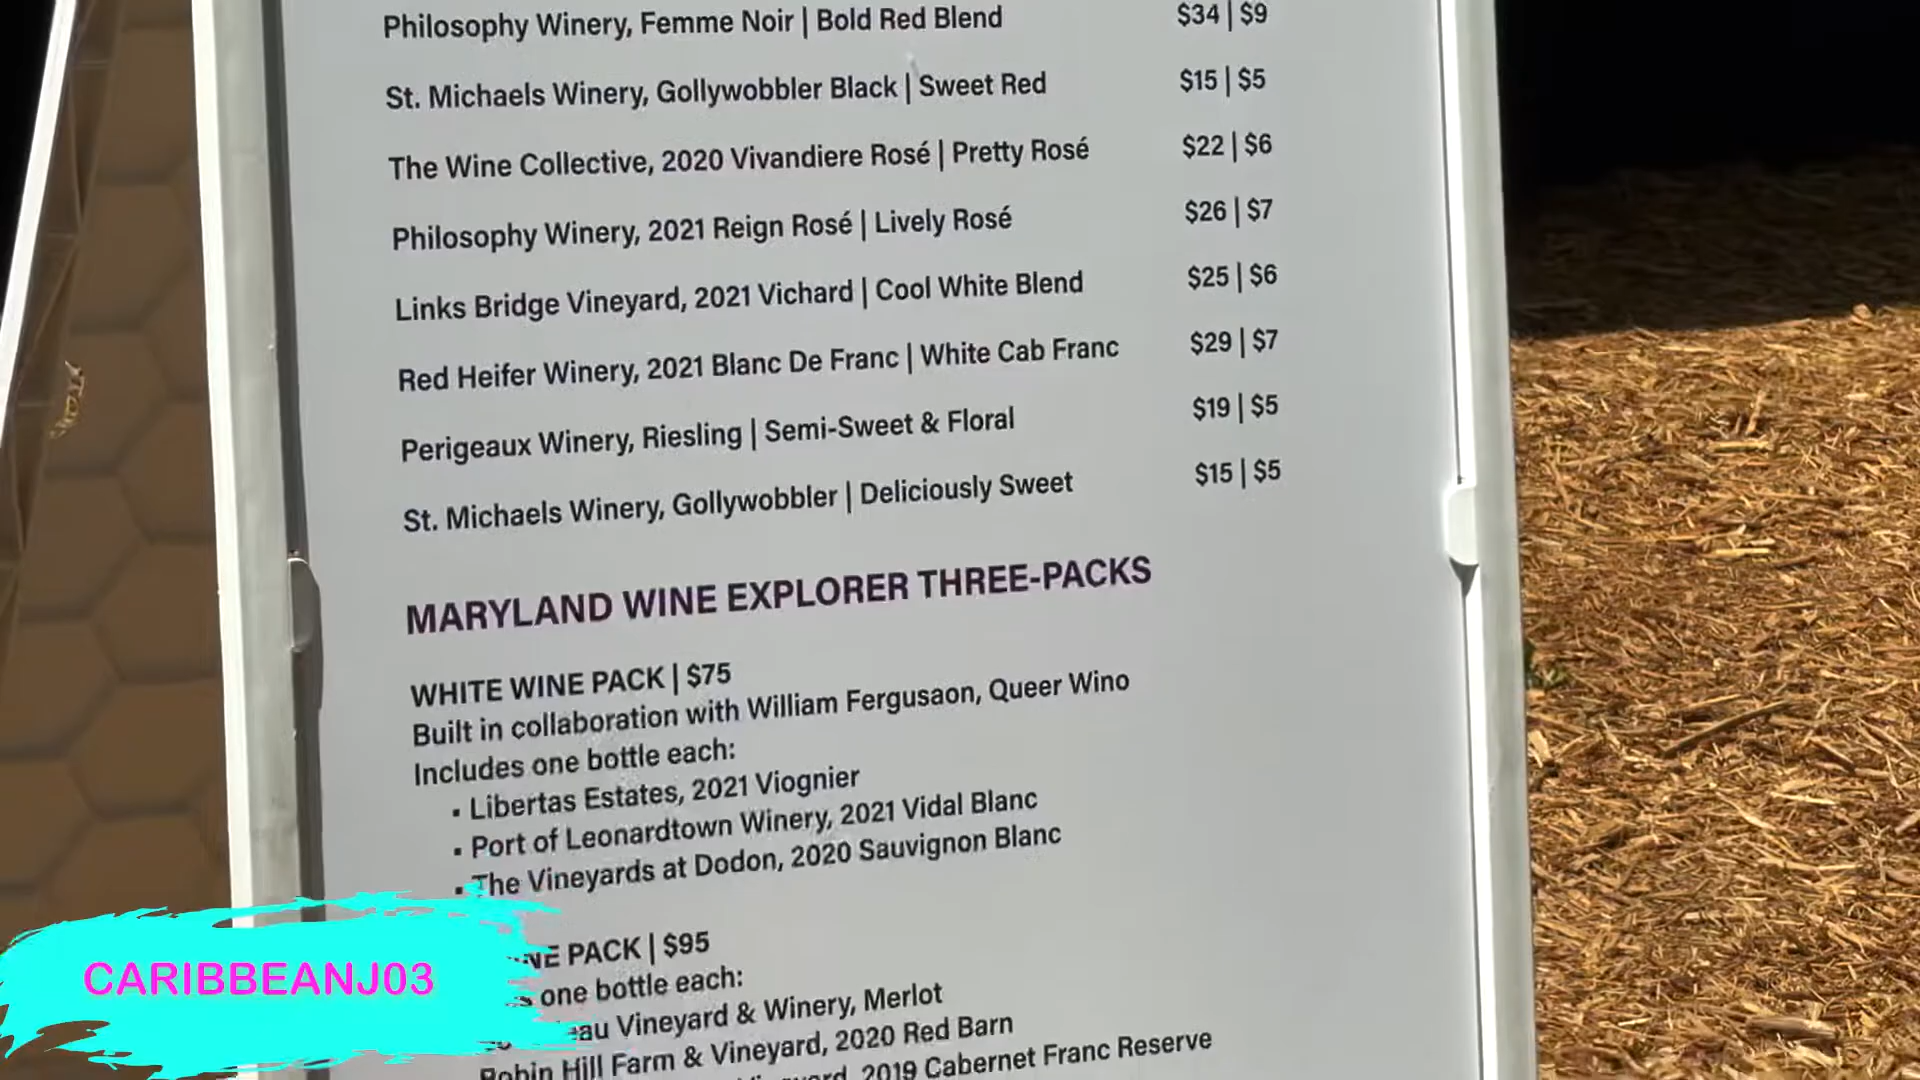 Philosophy Winery, Femme Noir | Bold Red Blend $34 | $9
St. Michaels Winery, Gollywobbler Black | Sweet Red $15 | $5
The Wine Collective, 2020 Vivandiere Rosé | Pretty Rosé $22 | $6
Philosophy Winery, 2021 Reign Rosé | Lively Rosé $26 | $7
Links Bridge Vineyard, 2021 Vichard | Cool White Blend $25 | $6
Red Heifer Winery, 2021 Blanc De Franc | White Cab Franc $29 | $7
Perigeaux Winery, Riesling | Semi-Sweet & Floral $19 | $5
St. Michaels Winery, Gollywobbler | Deliciously Sweet $15 | $5
MARYLAND WINE EXPLORER THREE-PACKS
WHITE WINE PACK | $75
Built in collaboration with William Fergusaon, Queer Wino
Includes one bottle each:
▪ Libertas Estates, 2021 Viognier
▪ Port of Leonardtown Winery, 2021 Vidal Blanc
▪ The Vineyards at Dodon, 2020 Sauvignon Blanc
PACK | $95
one bottle each:
Vineyard & Winery, Merlot
Robin Hill Farm & Vineyard, 2020 Red Barn
2019 Cabernet Franc Reserve
CARIBBEANJ03